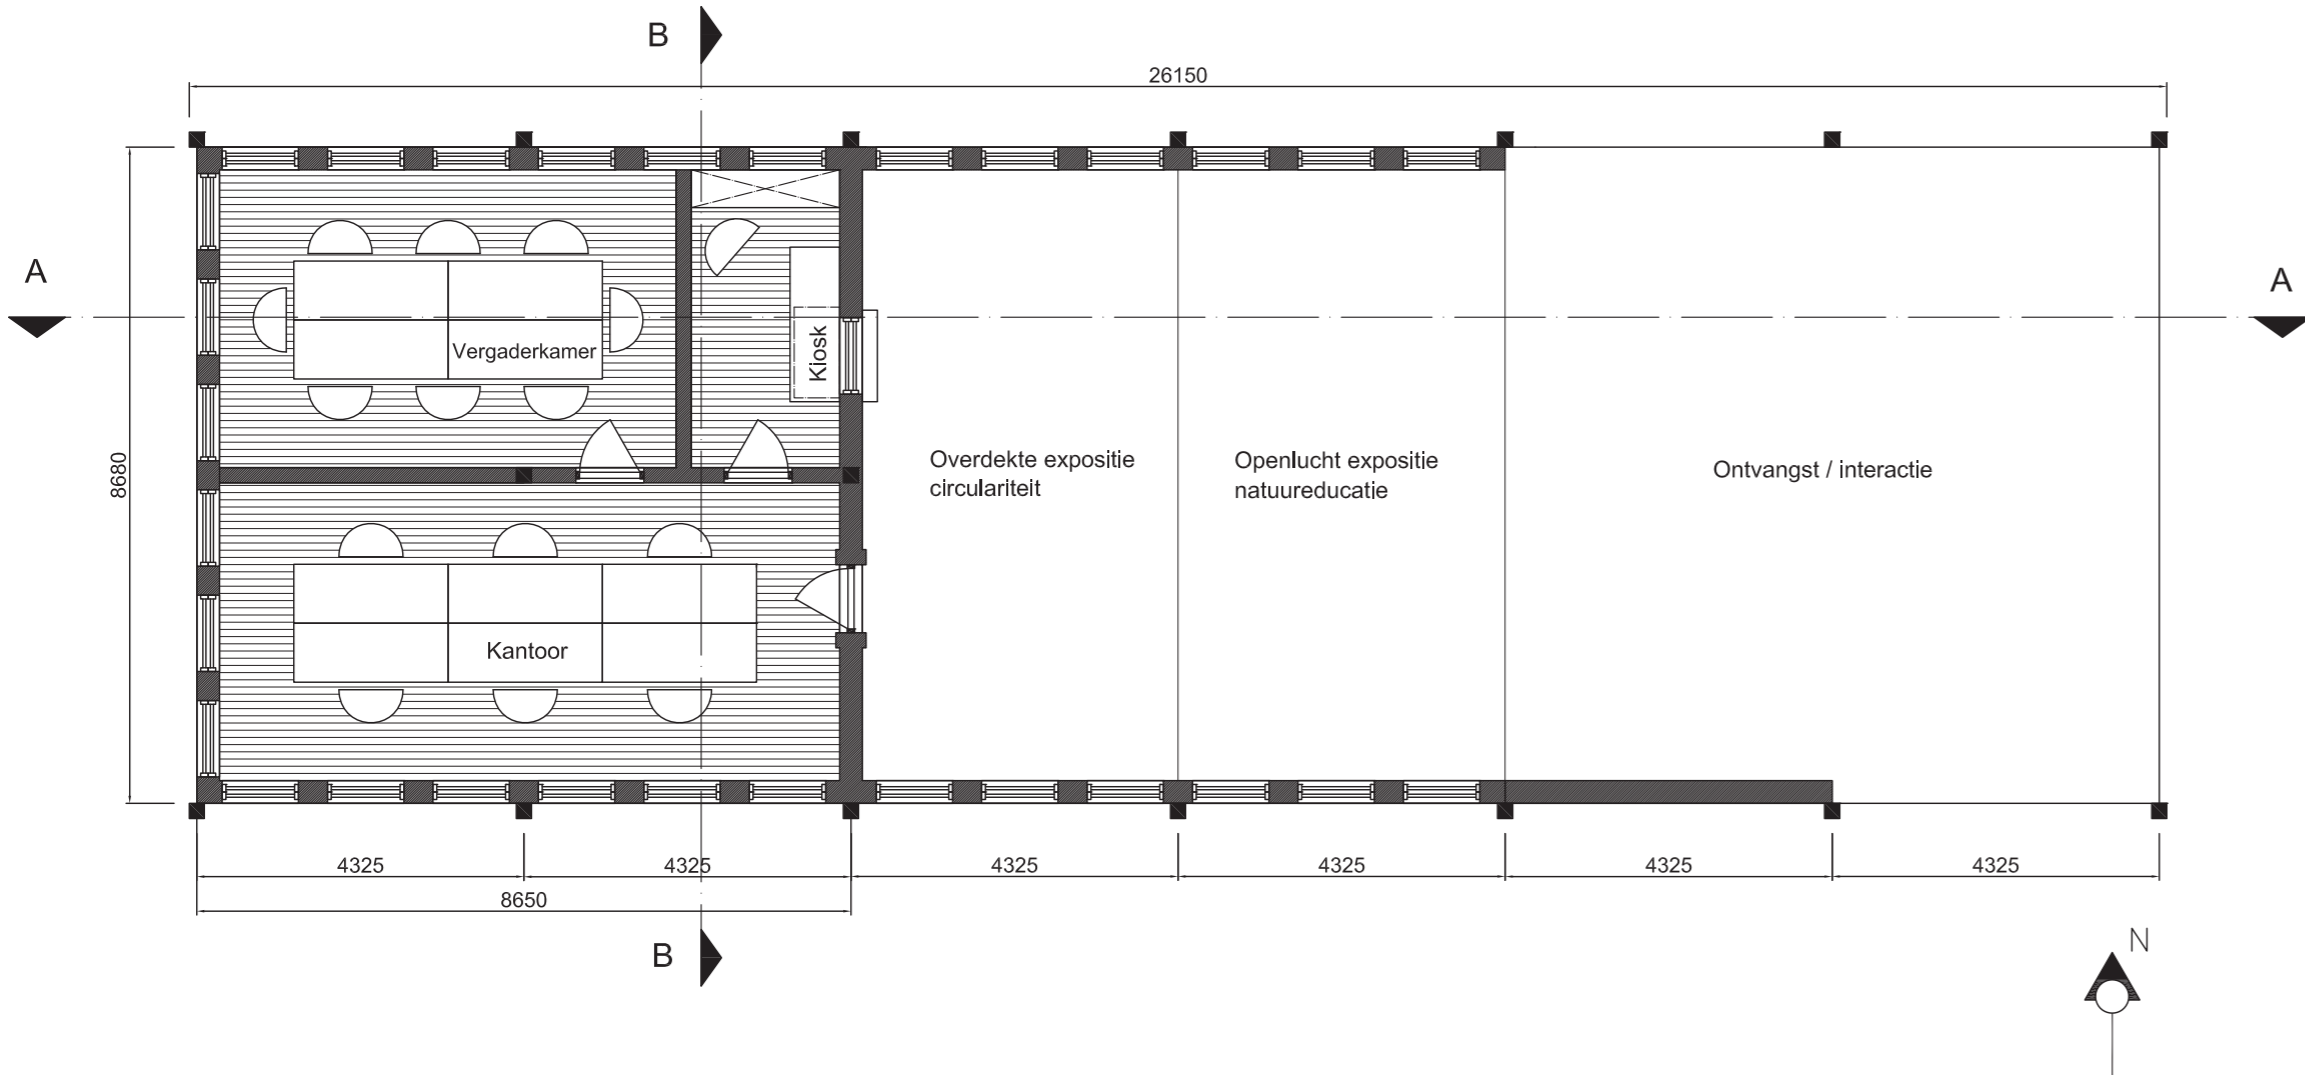 B
26150
A
A
Vergaderkamer
Kiosk
8680
Overdekte expositie
circulariteit
Openlucht expositie
natuureducatie
Ontvangst / interactie
Kantoor
4325
4325
4325
4325
4325
4325
8650
B
N